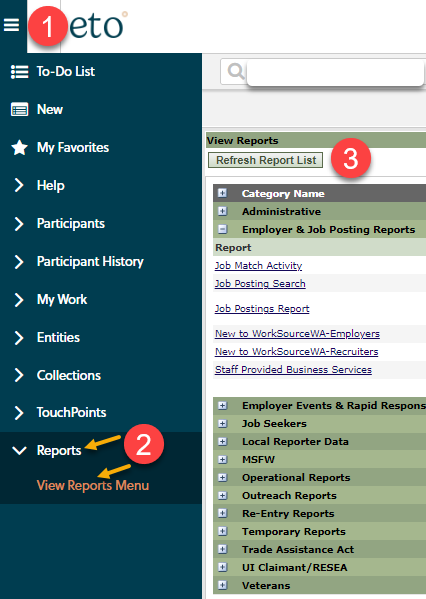 1
eto
To-Do List
New
My Favorites
Help
Participants
Participant History
My Work
Entities
Collections
TouchPoints
Reports
2
View Reports Menu
View Reports
Refresh Report List
3
Category Name
Administrative
Employer & Job Posting Reports
Report
Job Match Activity
Job Posting Search
Job Postings Report
New to WorkSourceWA-Employers
New to WorkSourceWA-Recruiters
Staff Provided Business Services
Employer Events & Rapid Respons
Job Seekers
Local Reporter Data
MSFW
Operational Reports
Outreach Reports
Re-Entry Reports
Temporary Reports
Trade Assistance Act
UI Claimant/RESEA
Veterans